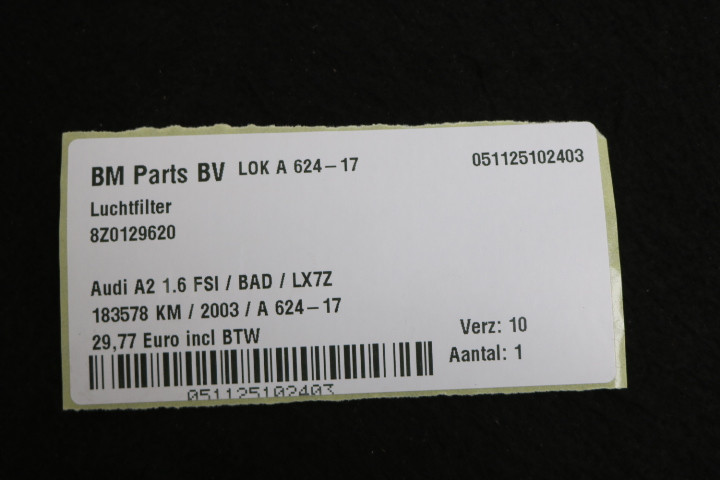 BM Parts BV LOK A 624-17 051125102403
Luchtfilter
8Z0129620
Audi A2 1.6 FSI / BAD / LX7Z
183578 KM / 2003 / A 624-17
29,77 Euro incl BTW
Verz: 10
Aantal: 1
051125102403